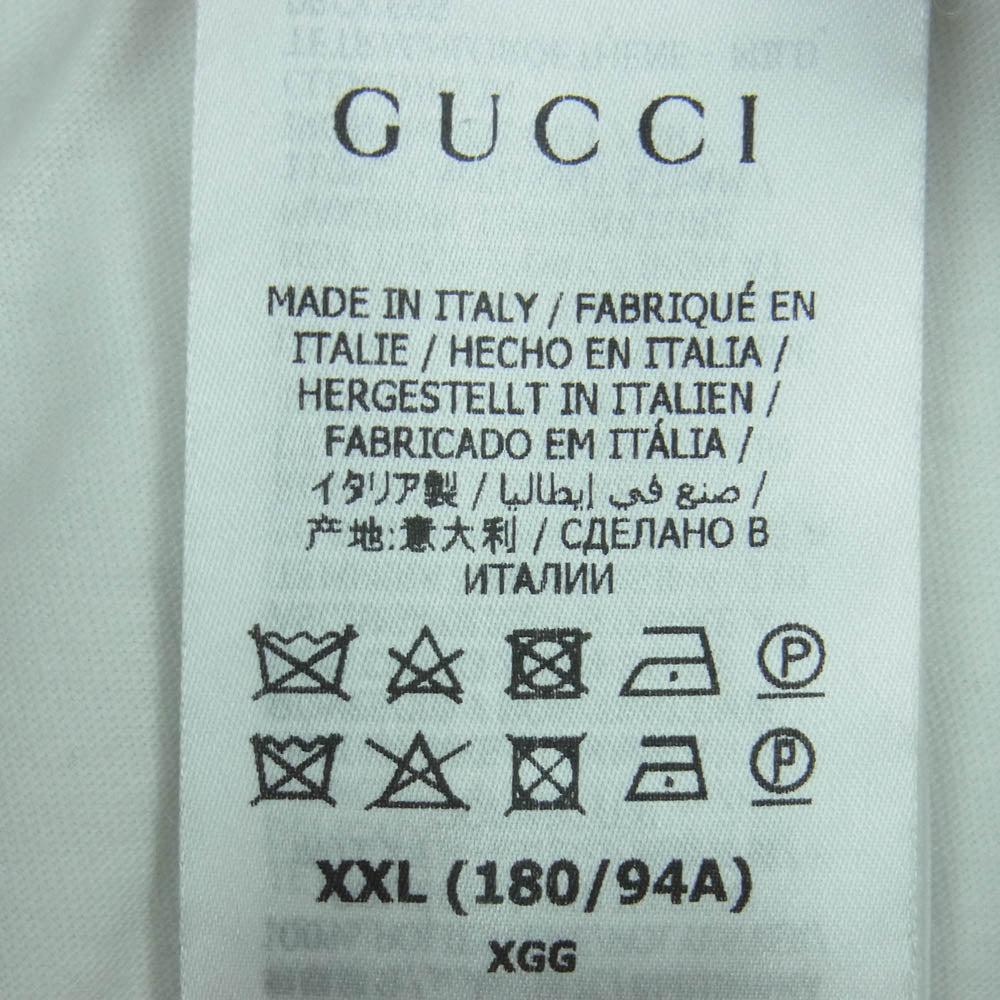 GUCCI
MADE IN ITALY / FABRIQUÉ EN
ITALIE / HECHO EN ITALIA /
HERGESTELLT IN ITALIEN /
FABRICADO EM ITÁLIA /
イタリア製 / صنع في إيطاليا /
产地:意大利 / СДЕЛАНО В
ИТАЛИИ
P
P
XXL (180/94A)
XGG